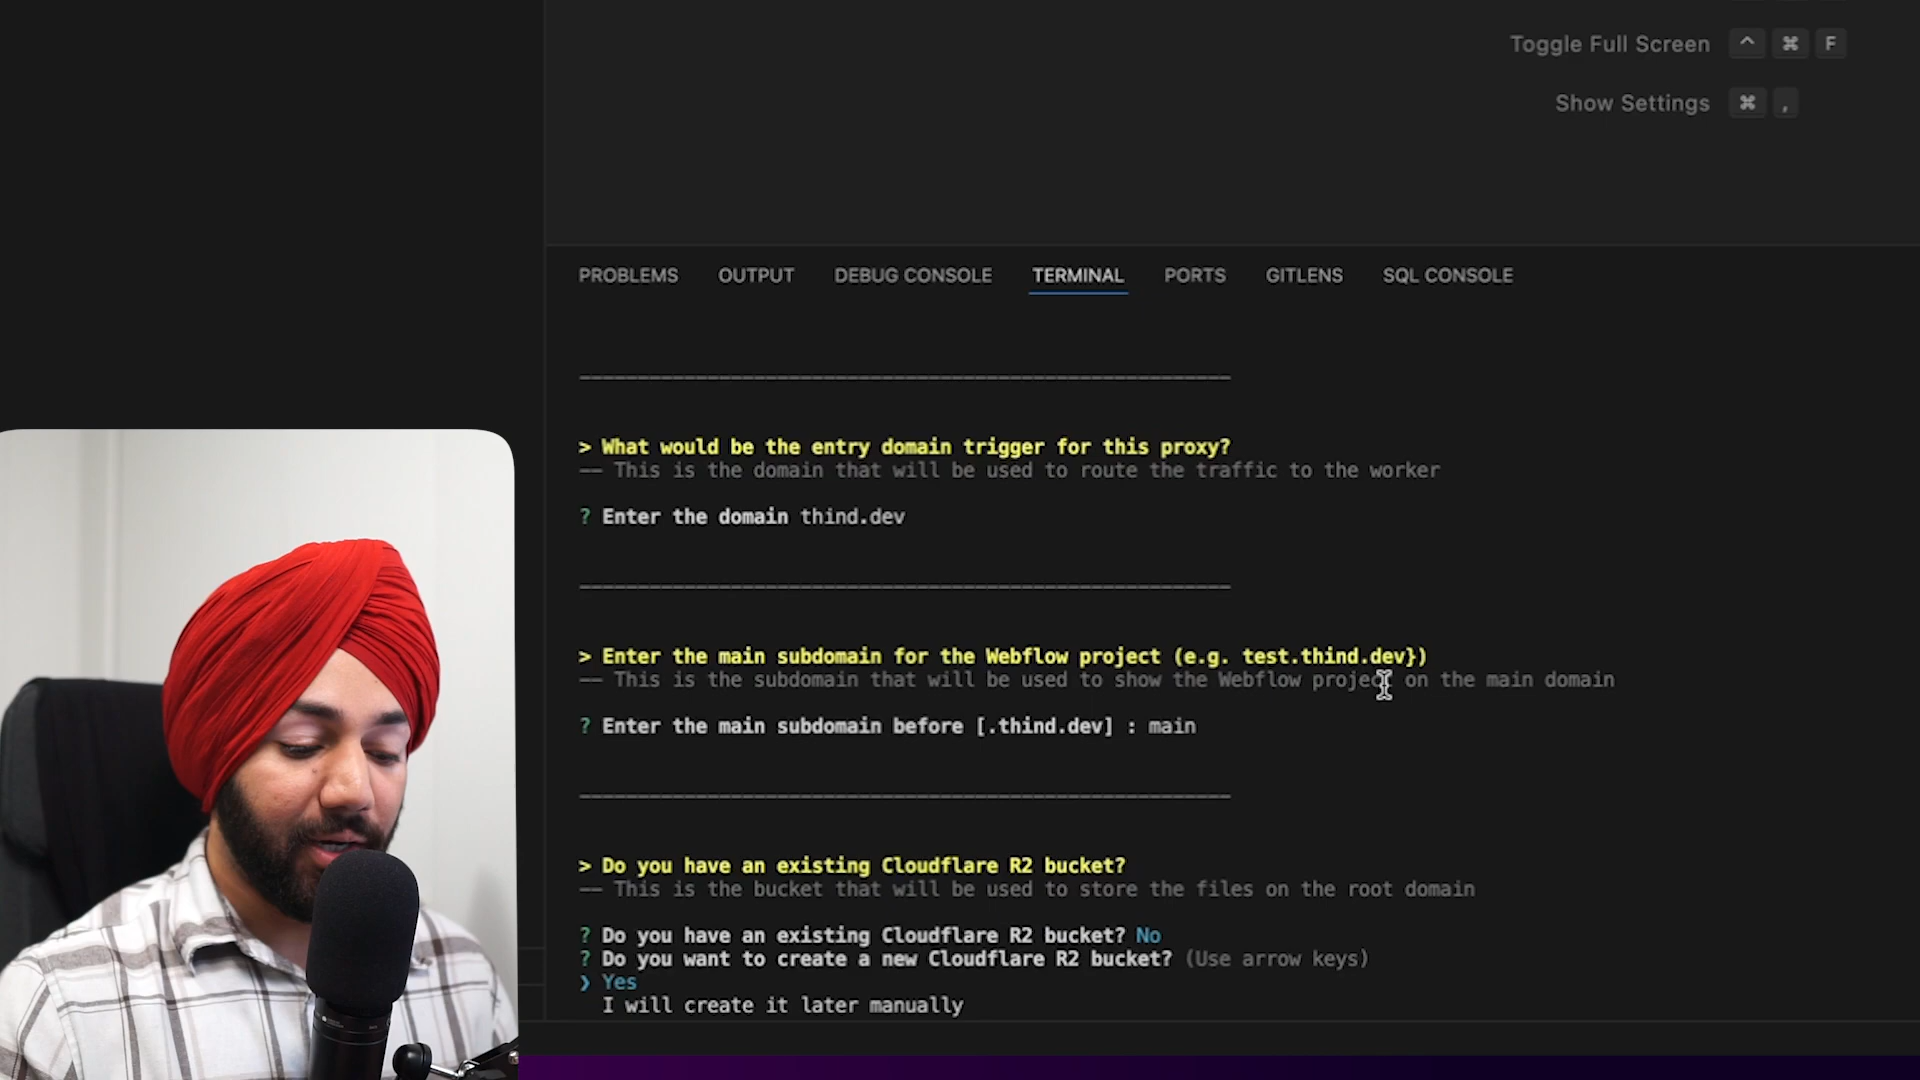 Toggle Full Screen ^ ⌘ F
Show Settings ⌘ ,
PROBLEMS OUTPUT DEBUG CONSOLE TERMINAL PORTS GITLENS SQL CONSOLE
> What would be the entry domain trigger for this proxy?
—— This is the domain that will be used to route the traffic to the worker
? Enter the domain thind.dev
> Enter the main subdomain for the Webflow project (e.g. test.thind.dev})
—— This is the subdomain that will be used to show the Webflow project on the main domain
? Enter the main subdomain before [.thind.dev] : main
> Do you have an existing Cloudflare R2 bucket?
—— This is the bucket that will be used to store the files on the root domain
? Do you have an existing Cloudflare R2 bucket? No
? Do you want to create a new Cloudflare R2 bucket? (Use arrow keys)
❯ Yes
I will create it later manually